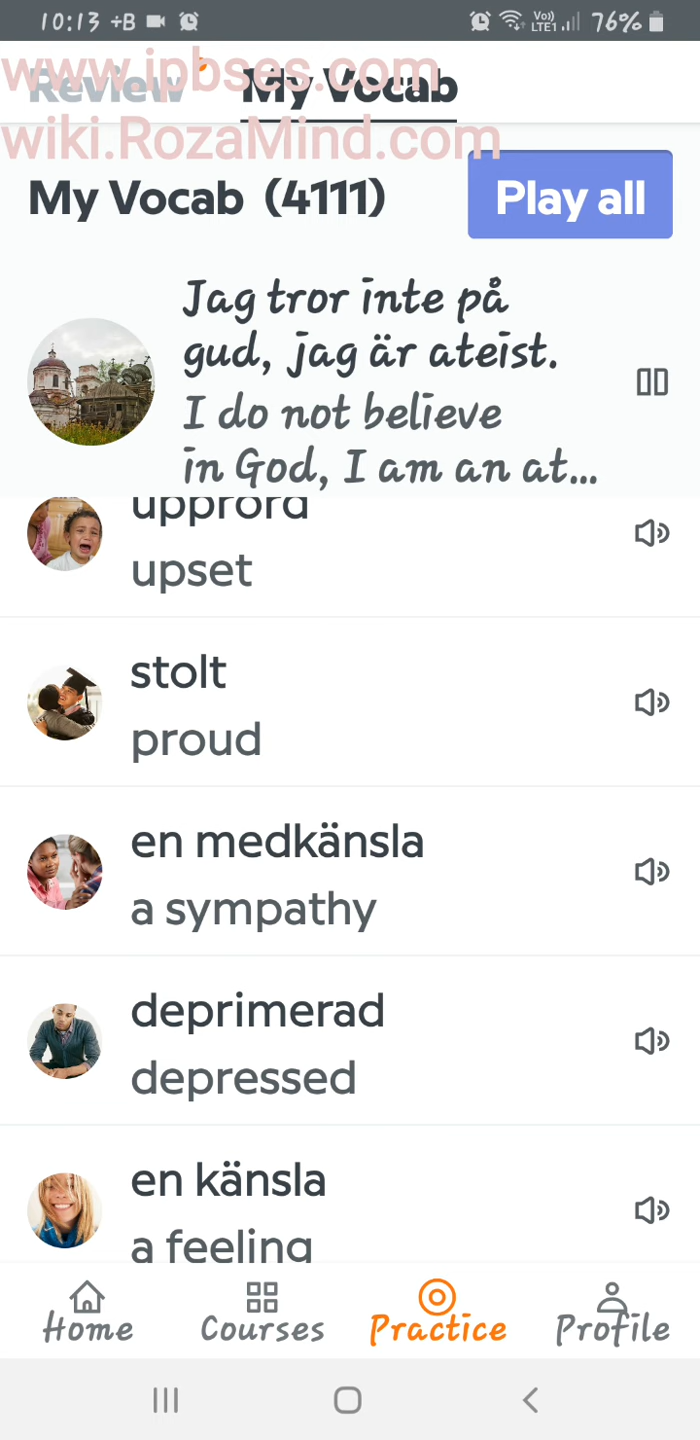 10:13 +B
Vo)) LTE1 76%
www.ipbses.com
Review My Vocab
wiki.RozaMind.com
My Vocab (4111) Play all
Jag tror inte på
gud, jag är ateist.
I do not believe
in God, I am an at...
upprörd
upset
stolt
proud
en medkänsla
a sympathy
deprimerad
depressed
en känsla
a feeling
Home Courses Practice Profile